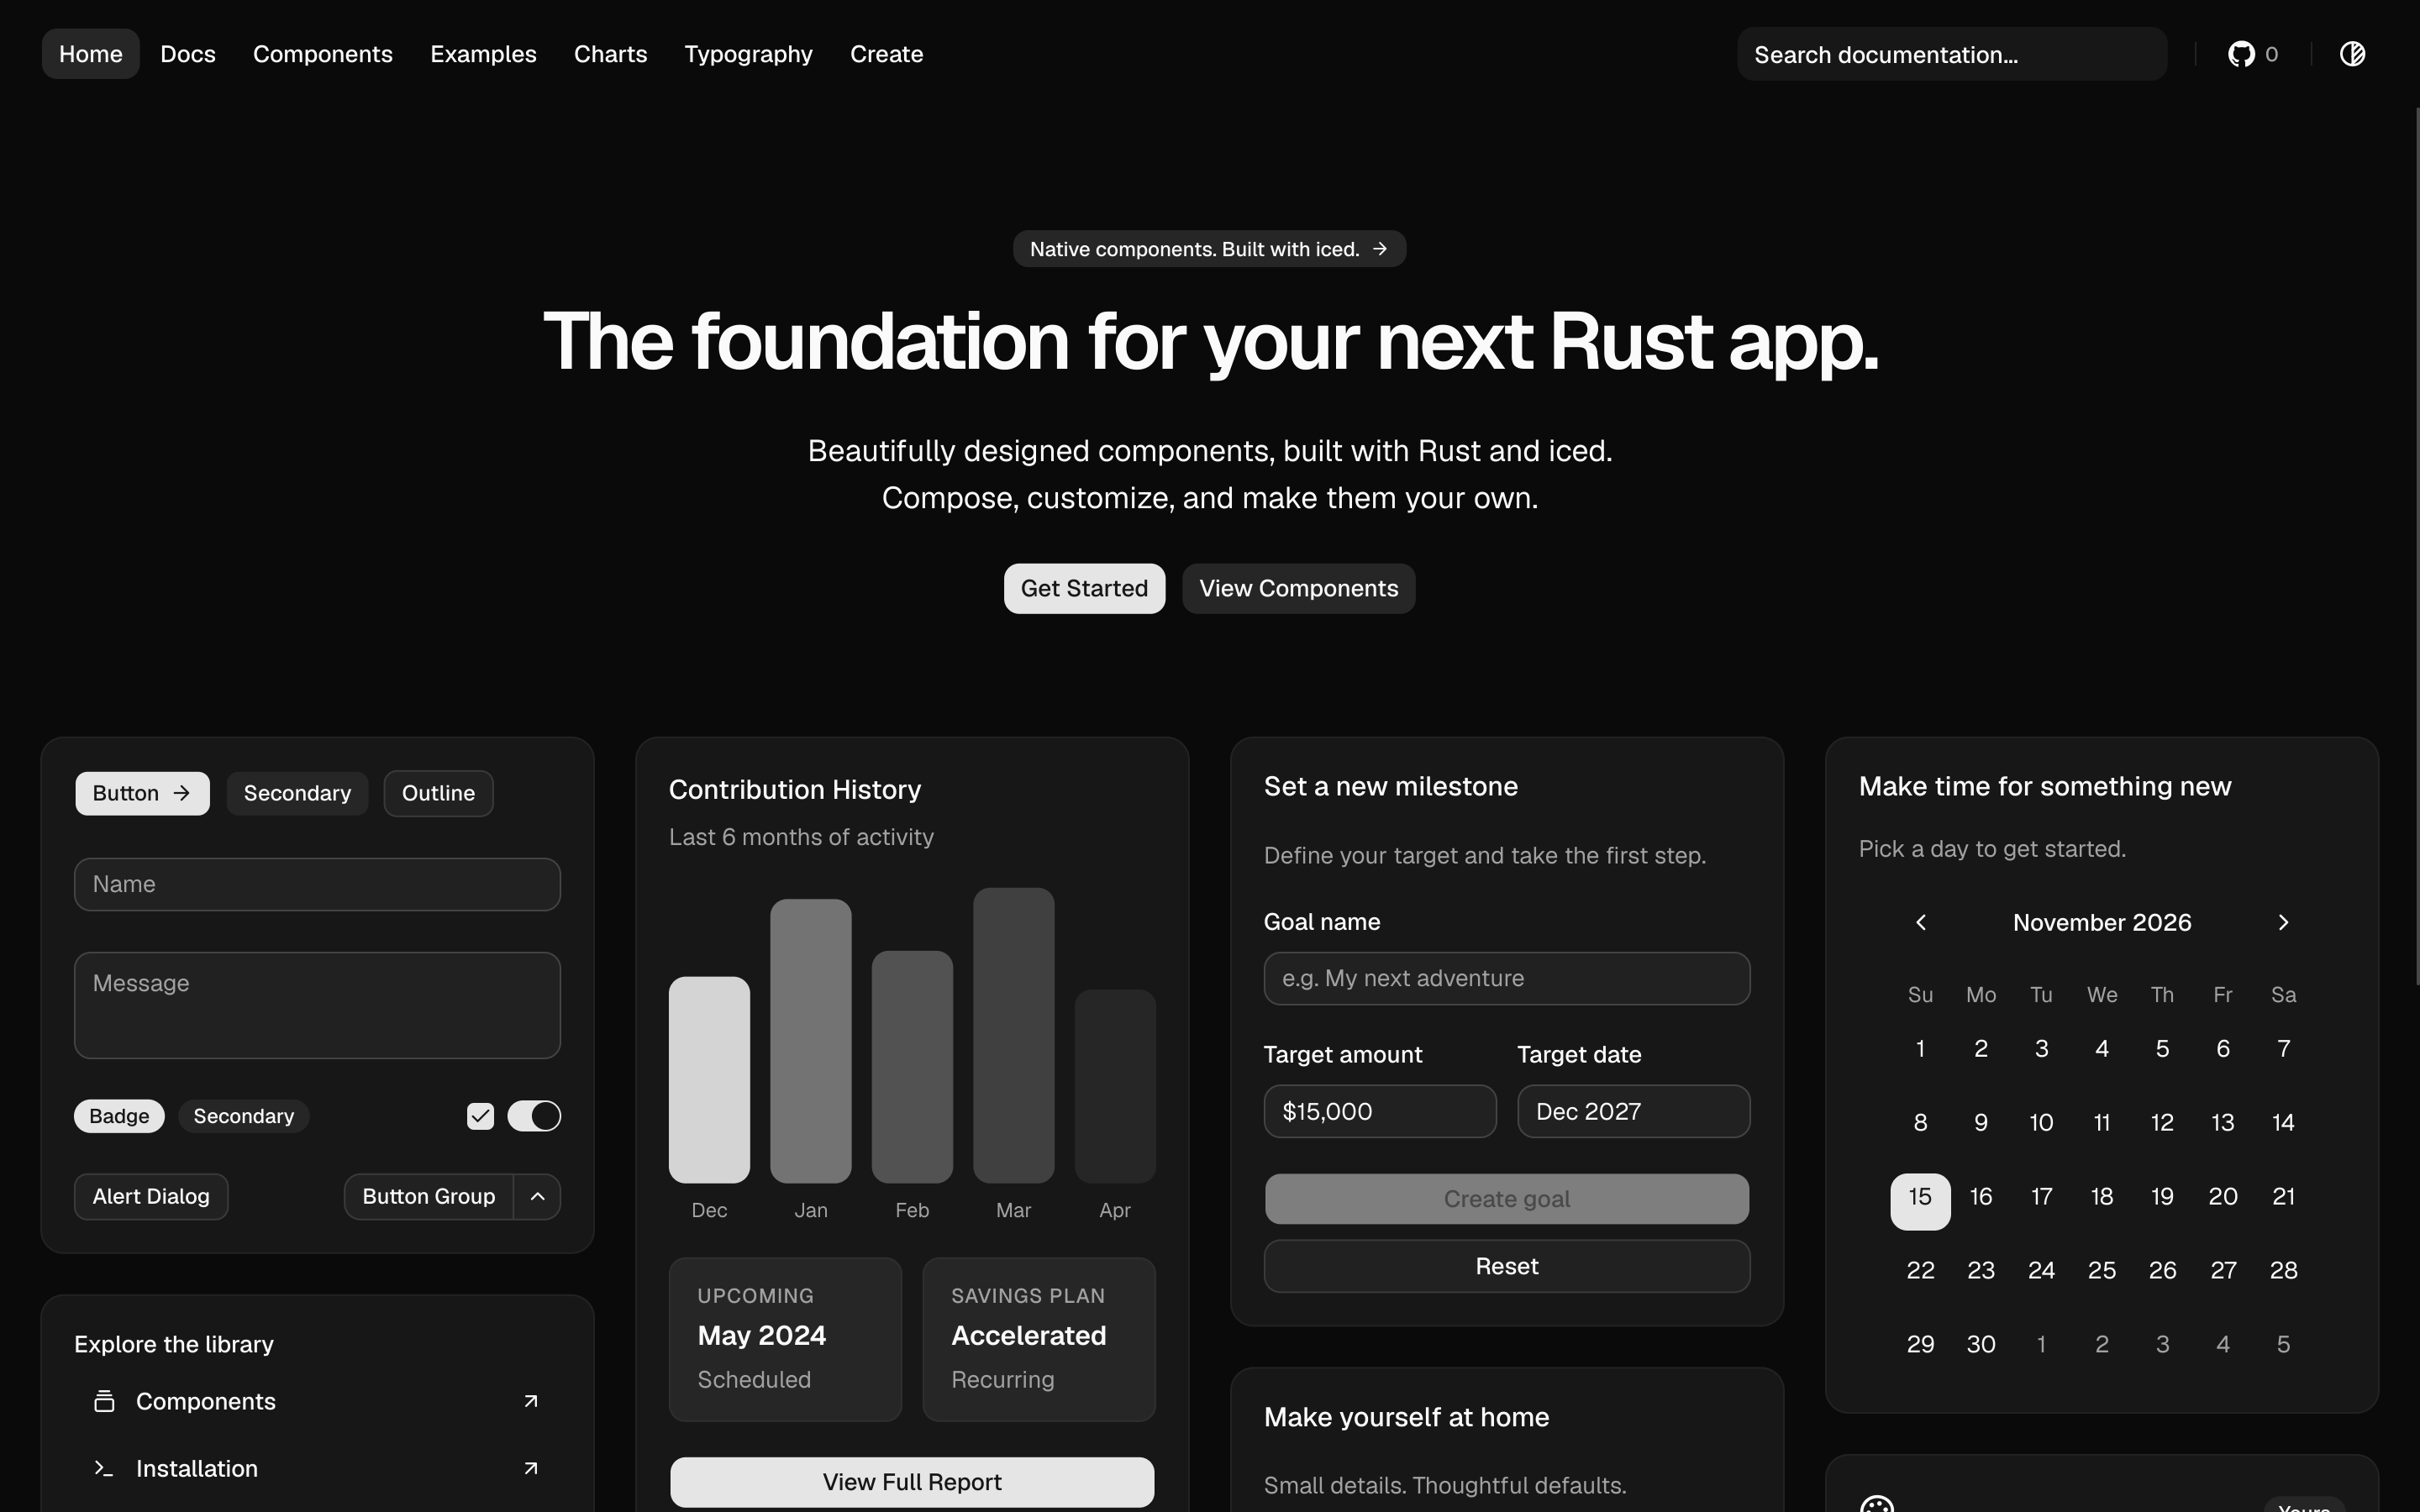 Home Docs Components Examples Charts Typography Create Search documentation... 0
Native components. Built with iced.
The foundation for your next Rust app.
Beautifully designed components, built with Rust and iced.
Compose, customize, and make them your own.
Get Started View Components
Button Secondary Outline
Name
Message
Badge Secondary
Alert Dialog Button Group
Explore the library
Components
Installation
Contribution History
Last 6 months of activity
Dec Jan Feb Mar Apr
UPCOMING
May 2024
Scheduled
SAVINGS PLAN
Accelerated
Recurring
View Full Report
Set a new milestone
Define your target and take the first step.
Goal name
e.g. My next adventure
Target amount Target date
$15,000 Dec 2027
Create goal
Reset
Make yourself at home
Small details. Thoughtful defaults.
Make time for something new
Pick a day to get started.
November 2026
Su Mo Tu We Th Fr Sa
1 2 3 4 5 6 7
8 9 10 11 12 13 14
15 16 17 18 19 20 21
22 23 24 25 26 27 28
29 30 1 2 3 4 5